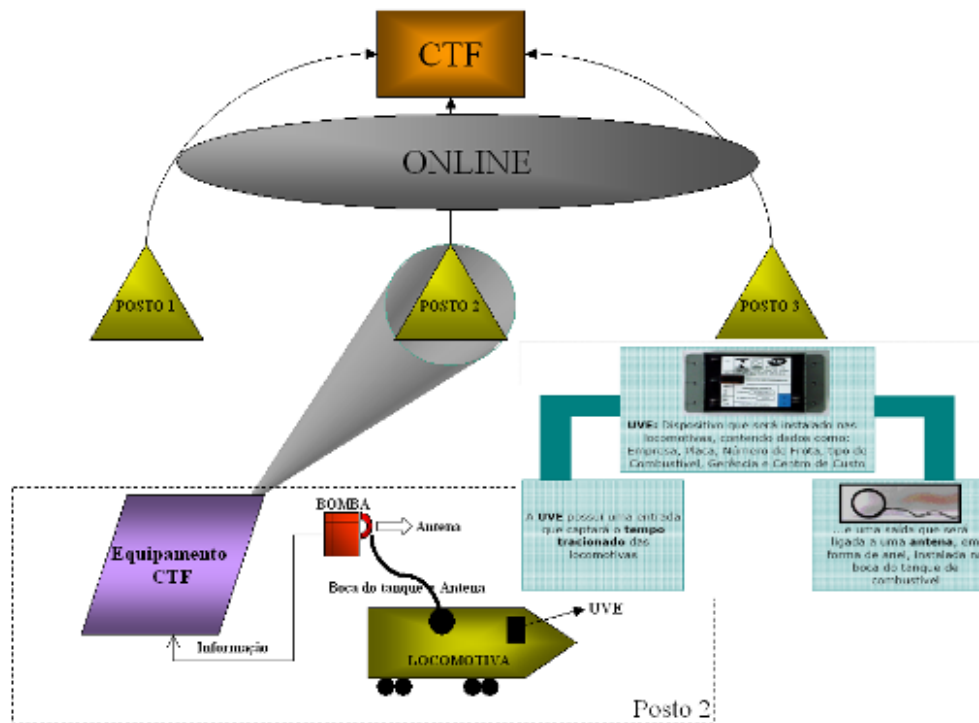 CTF
ONLINE
POSTO 1
POSTO 2
POSTO 3
UVE: Dispositivo que será instalado nas
locomotivas, contendo dados como:
Empresa, Placa, Número de Frota, tipo de
Combustível, Gerência e Centro de Custo
A UVE possui uma entrada
que captará o tempo
tracionado das
locomotivas
e uma saída que será
ligada a uma antena, em
forma de anel, instalada na
boca do tanque de
combustível
BOMBA
Antena
Equipamento
CTF
Boca do tanque e Antena
UVE
Informação
LOCOMOTIVA
Posto 2